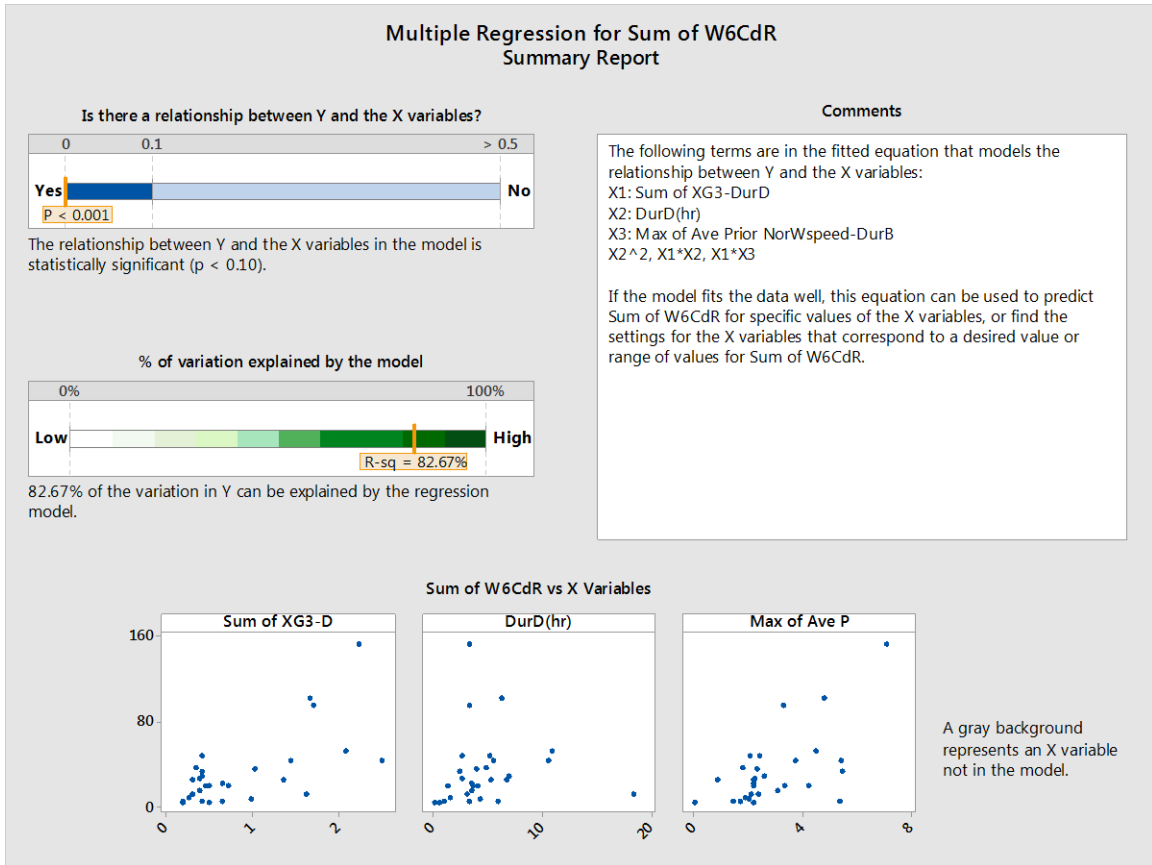 Multiple Regression for Sum of W6CdR
Summary Report
Is there a relationship between Y and the X variables?
0 0.1 > 0.5
Yes No
P < 0.001
The relationship between Y and the X variables in the model is
statistically significant (p < 0.10).
% of variation explained by the model
0% 100%
Low High
R-sq = 82.67%
82.67% of the variation in Y can be explained by the regression
model.
Comments
The following terms are in the fitted equation that models the
relationship between Y and the X variables:
X1: Sum of XG3-DurD
X2: DurD(hr)
X3: Max of Ave Prior NorWspeed-DurB
X2^2, X1*X2, X1*X3
If the model fits the data well, this equation can be used to predict
Sum of W6CdR for specific values of the X variables, or find the
settings for the X variables that correspond to a desired value or
range of values for Sum of W6CdR.
Sum of W6CdR vs X Variables
Sum of XG3-D DurD(hr) Max of Ave P
160
80
0
0 1 2 0 10 20 0 4 8
A gray background
represents an X variable
not in the model.